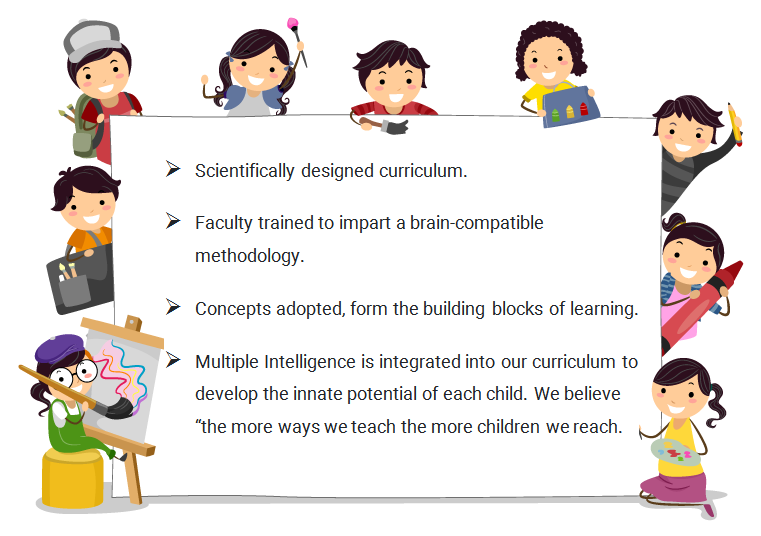 Scientifically designed curriculum.
Faculty trained to impart a brain-compatible
methodology.
Concepts adopted, form the building blocks of learning.
Multiple Intelligence is integrated into our curriculum to
develop the innate potential of each child. We believe
“the more ways we teach the more children we reach.